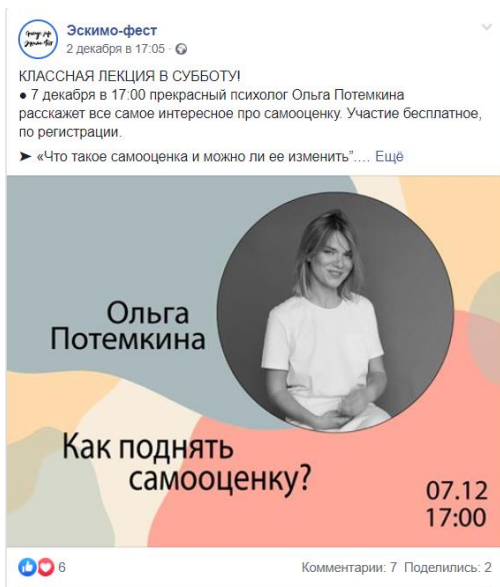 Эскимо-фест
2 декабря в 17:05 ·
КЛАССНАЯ ЛЕКЦИЯ В СУББОТУ!
● 7 декабря в 17:00 прекрасный психолог Ольга Потемкина
расскажет все самое интересное про самооценку. Участие бесплатное,
по регистрации.
➤ «Что такое самооценка и можно ли ее изменить”.... Ещё
Ольга
Потемкина
Как поднять
самооценку?
07.12
17:00
6
Комментарии: 7 Поделились: 2